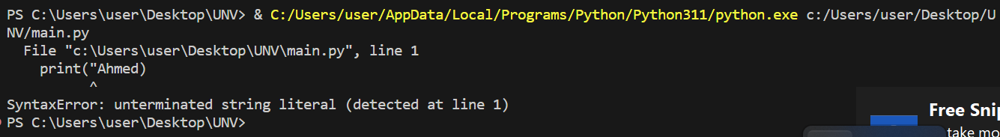 PS C:\Users\user\Desktop\UNV> & C:/Users/user/AppData/Local/Programs/Python/Python311/python.exe c:/Users/user/Desktop/U
NV/main.py
  File "c:\Users\user\Desktop\UNV\main.py", line 1
    print("Ahmed)
          ^
SyntaxError: unterminated string literal (detected at line 1)
PS C:\Users\user\Desktop\UNV>
Free Snip
take mo